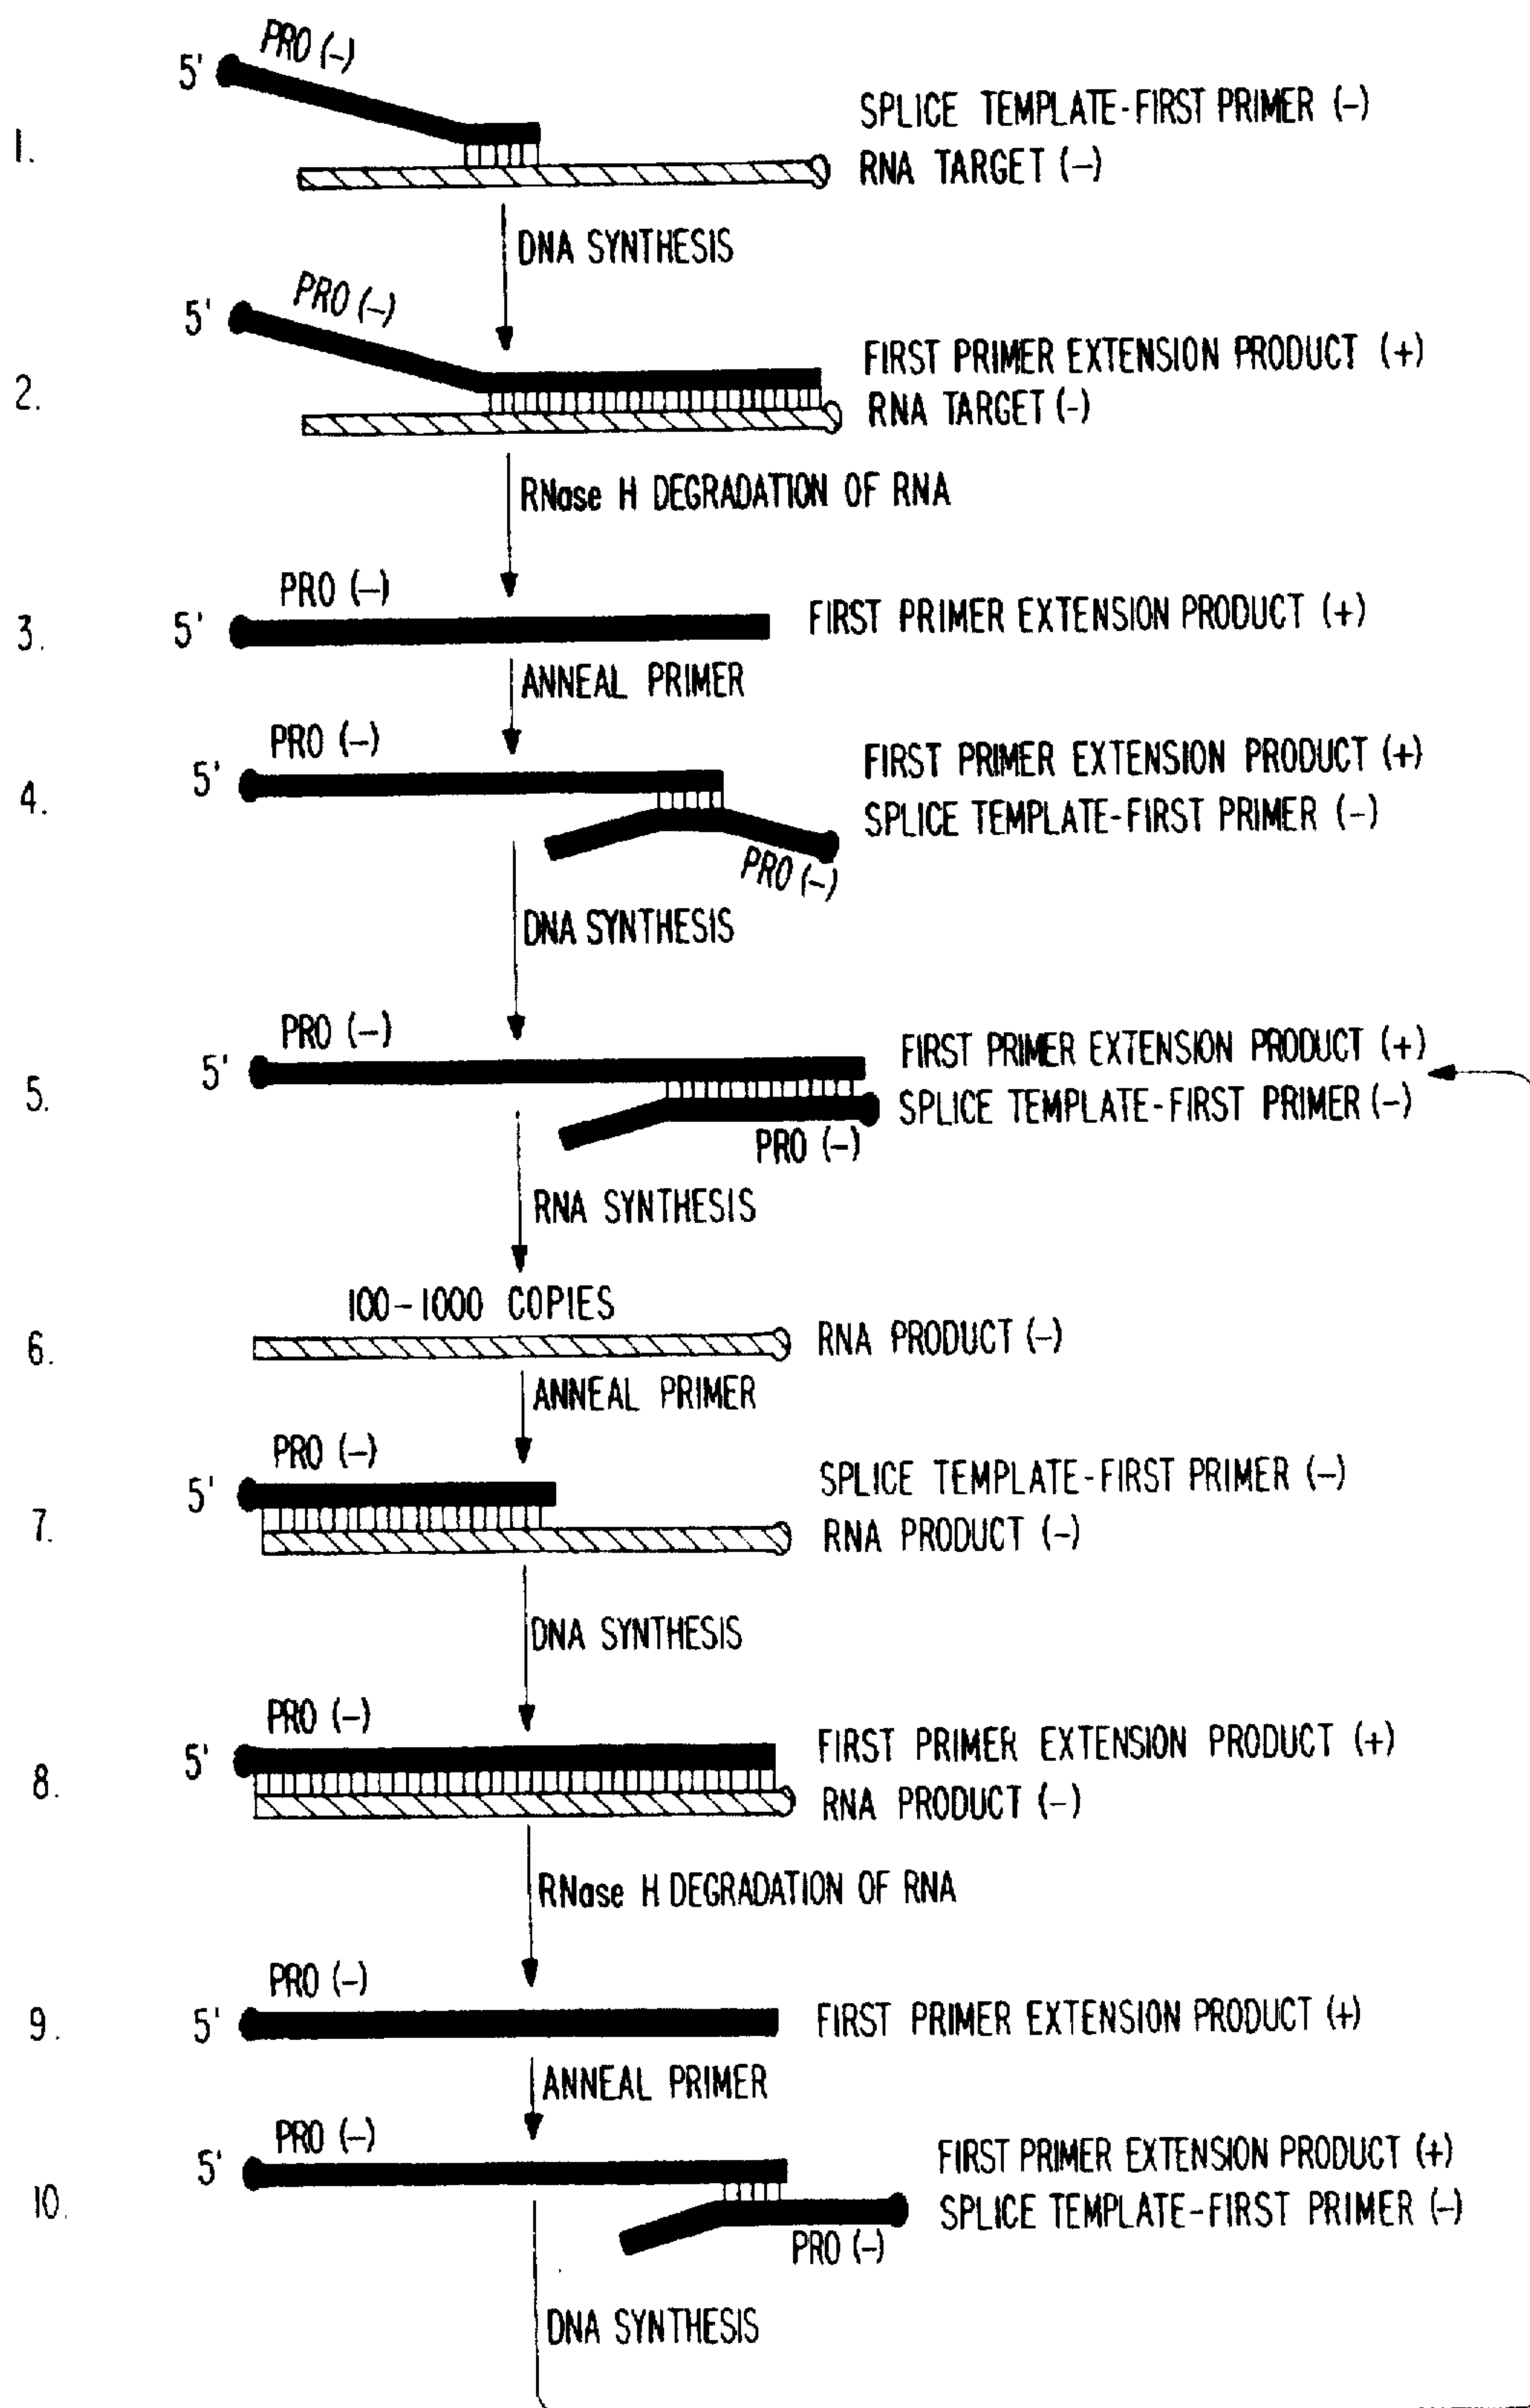 PRO (-)
5'
1.
SPLICE TEMPLATE-FIRST PRIMER (-)
RNA TARGET (-)
DNA SYNTHESIS
PRO (-)
5'
2.
FIRST PRIMER EXTENSION PRODUCT (+)
RNA TARGET (-)
RNase H DEGRADATION OF RNA
PRO (-)
3.
5'
FIRST PRIMER EXTENSION PRODUCT (+)
ANNEAL PRIMER
PRO (-)
5'
4.
FIRST PRIMER EXTENSION PRODUCT (+)
SPLICE TEMPLATE-FIRST PRIMER (-)
PRO (-)
DNA SYNTHESIS
PRO (-)
5'
5.
FIRST PRIMER EXTENSION PRODUCT (+)
SPLICE TEMPLATE-FIRST PRIMER (-)
PRO (-)
RNA SYNTHESIS
100-1000 COPIES
6.
RNA PRODUCT (-)
ANNEAL PRIMER
PRO (-)
5'
7.
SPLICE TEMPLATE-FIRST PRIMER (-)
RNA PRODUCT (-)
DNA SYNTHESIS
PRO (-)
5'
8.
FIRST PRIMER EXTENSION PRODUCT (+)
RNA PRODUCT (-)
RNase H DEGRADATION OF RNA
PRO (-)
9.
5'
FIRST PRIMER EXTENSION PRODUCT (+)
ANNEAL PRIMER
PRO (-)
5'
10.
FIRST PRIMER EXTENSION PRODUCT (+)
SPLICE TEMPLATE-FIRST PRIMER (-)
PRO (-)
DNA SYNTHESIS